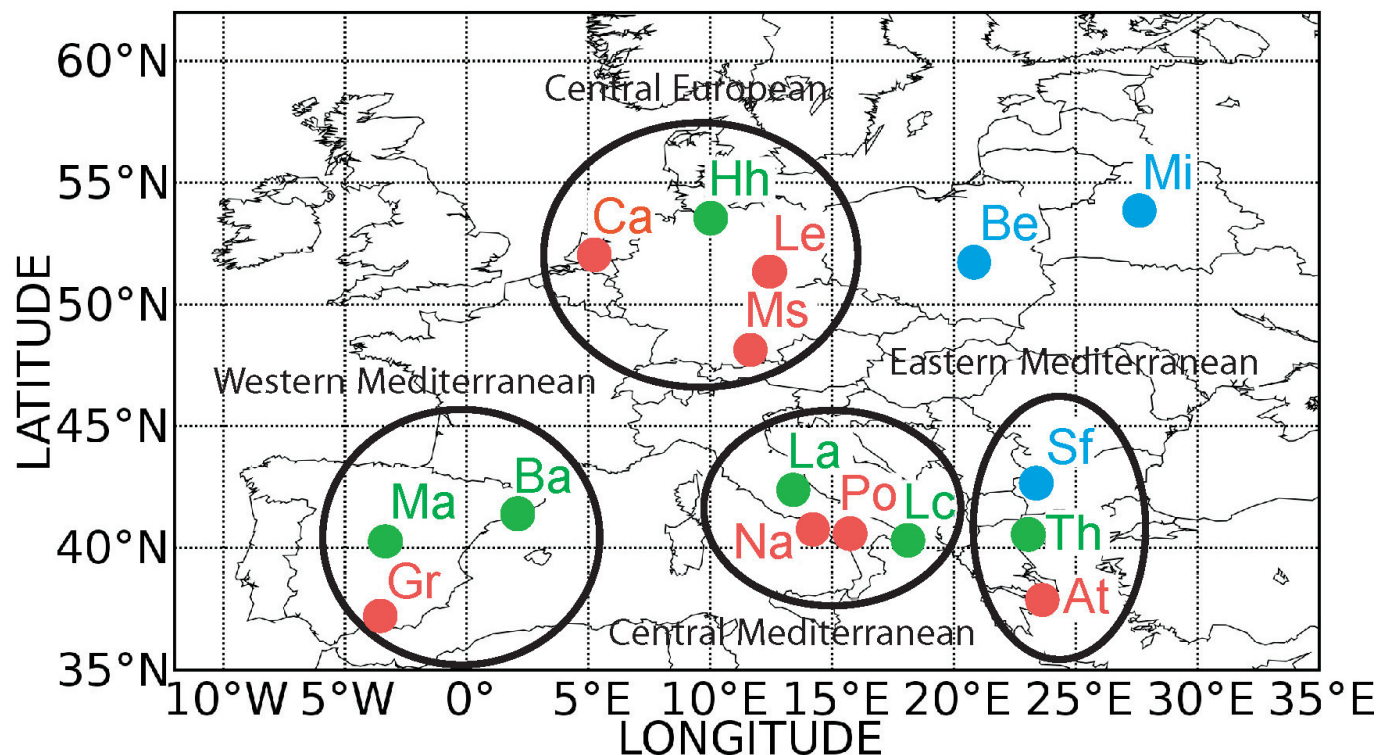 60°N
Central European
55°N
Hh
Mi
Ca
Be
Le
50°N
Ms
Western Mediterranean
Eastern Mediterranean
LATITUDE
45°N
Sf
La
Ba
Po
Lc
Ma
Th
Na
40°N
Gr
At
Central Mediterranean
35°N
10°W 5°W 0°E 5°E 10°E 15°E 20°E 25°E 30°E 35°E
LONGITUDE